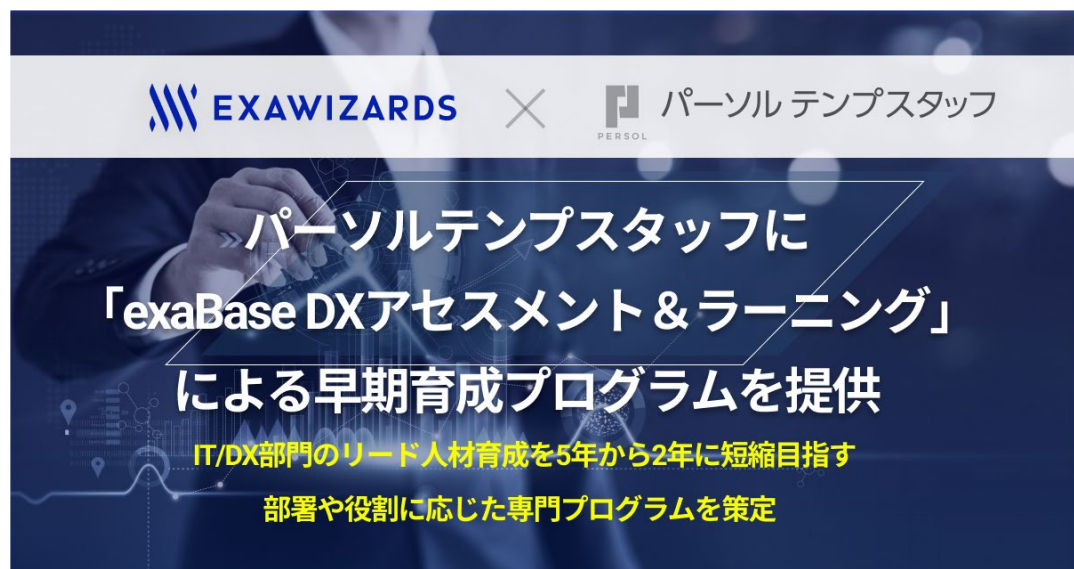 EXAWIZARDS × パーソル テンプスタッフ
PERSOL
パーソルテンプスタッフに
「exaBase DXアセスメント＆ラーニング」
による早期育成プログラムを提供
IT/DX部門のリード人材育成を5年から2年に短縮目指す
部署や役割に応じた専門プログラムを策定